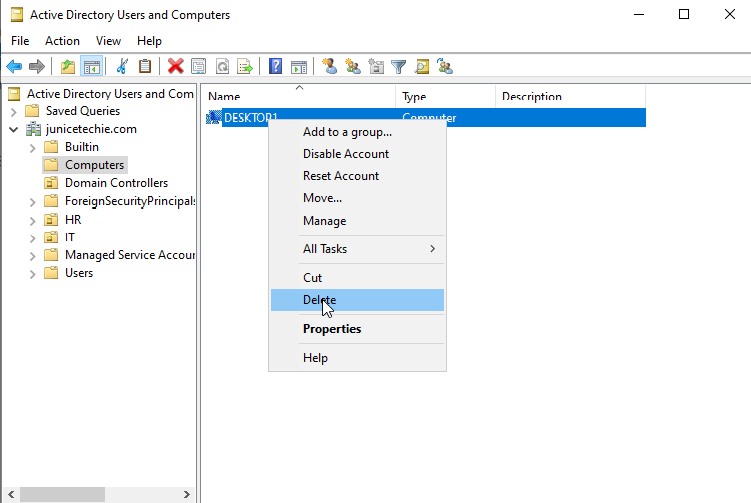 Active Directory Users and Computers
File Action View Help
Active Directory Users and Com
Saved Queries
junicetechie.com
Builtin
Computers
Domain Controllers
ForeignSecurityPrincipals
HR
IT
Managed Service Accour
Users
Name Type Description
DESKTOP1 Computer
Add to a group...
Disable Account
Reset Account
Move...
Manage
All Tasks
Cut
Delete
Properties
Help